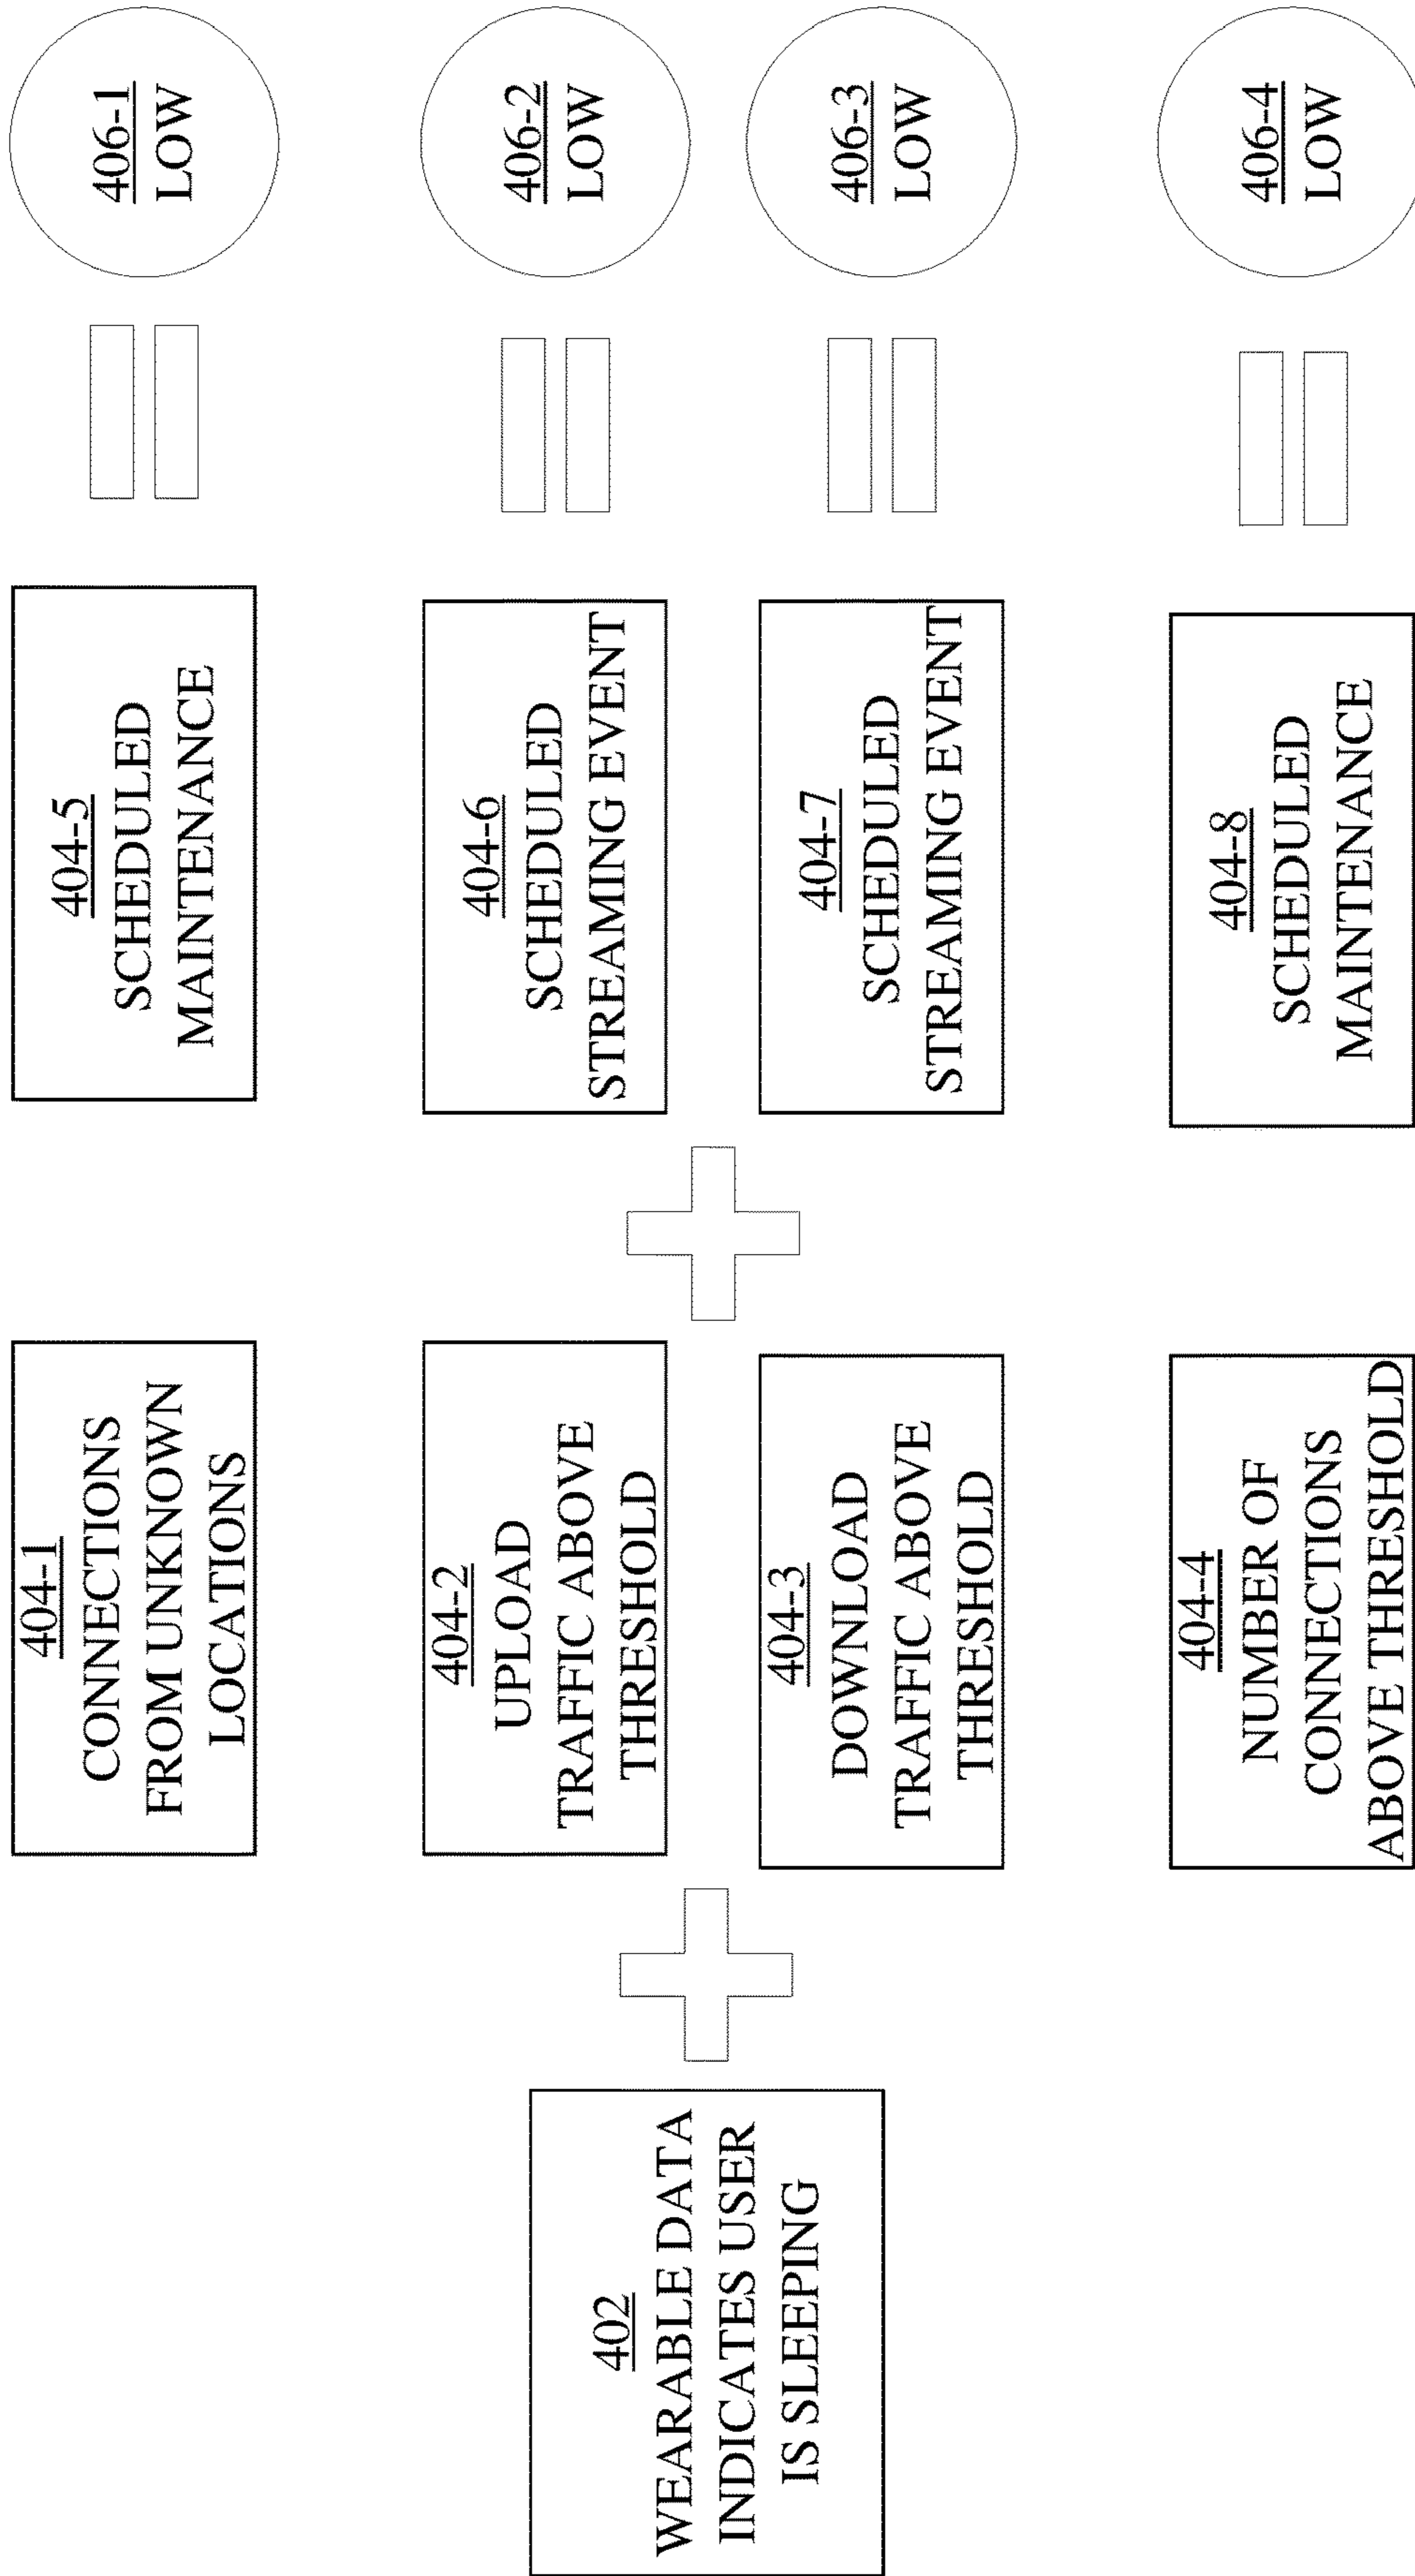 402
WEARABLE DATA
INDICATES USER
IS SLEEPING
404-1
CONNECTIONS
FROM UNKNOWN
LOCATIONS
404-2
UPLOAD
TRAFFIC ABOVE
THRESHOLD
404-3
DOWNLOAD
TRAFFIC ABOVE
THRESHOLD
404-4
NUMBER OF
CONNECTIONS
ABOVE THRESHOLD
404-5
SCHEDULED
MAINTENANCE
404-6
SCHEDULED
STREAMING EVENT
404-7
SCHEDULED
STREAMING EVENT
404-8
SCHEDULED
MAINTENANCE
406-1
LOW
406-2
LOW
406-3
LOW
406-4
LOW